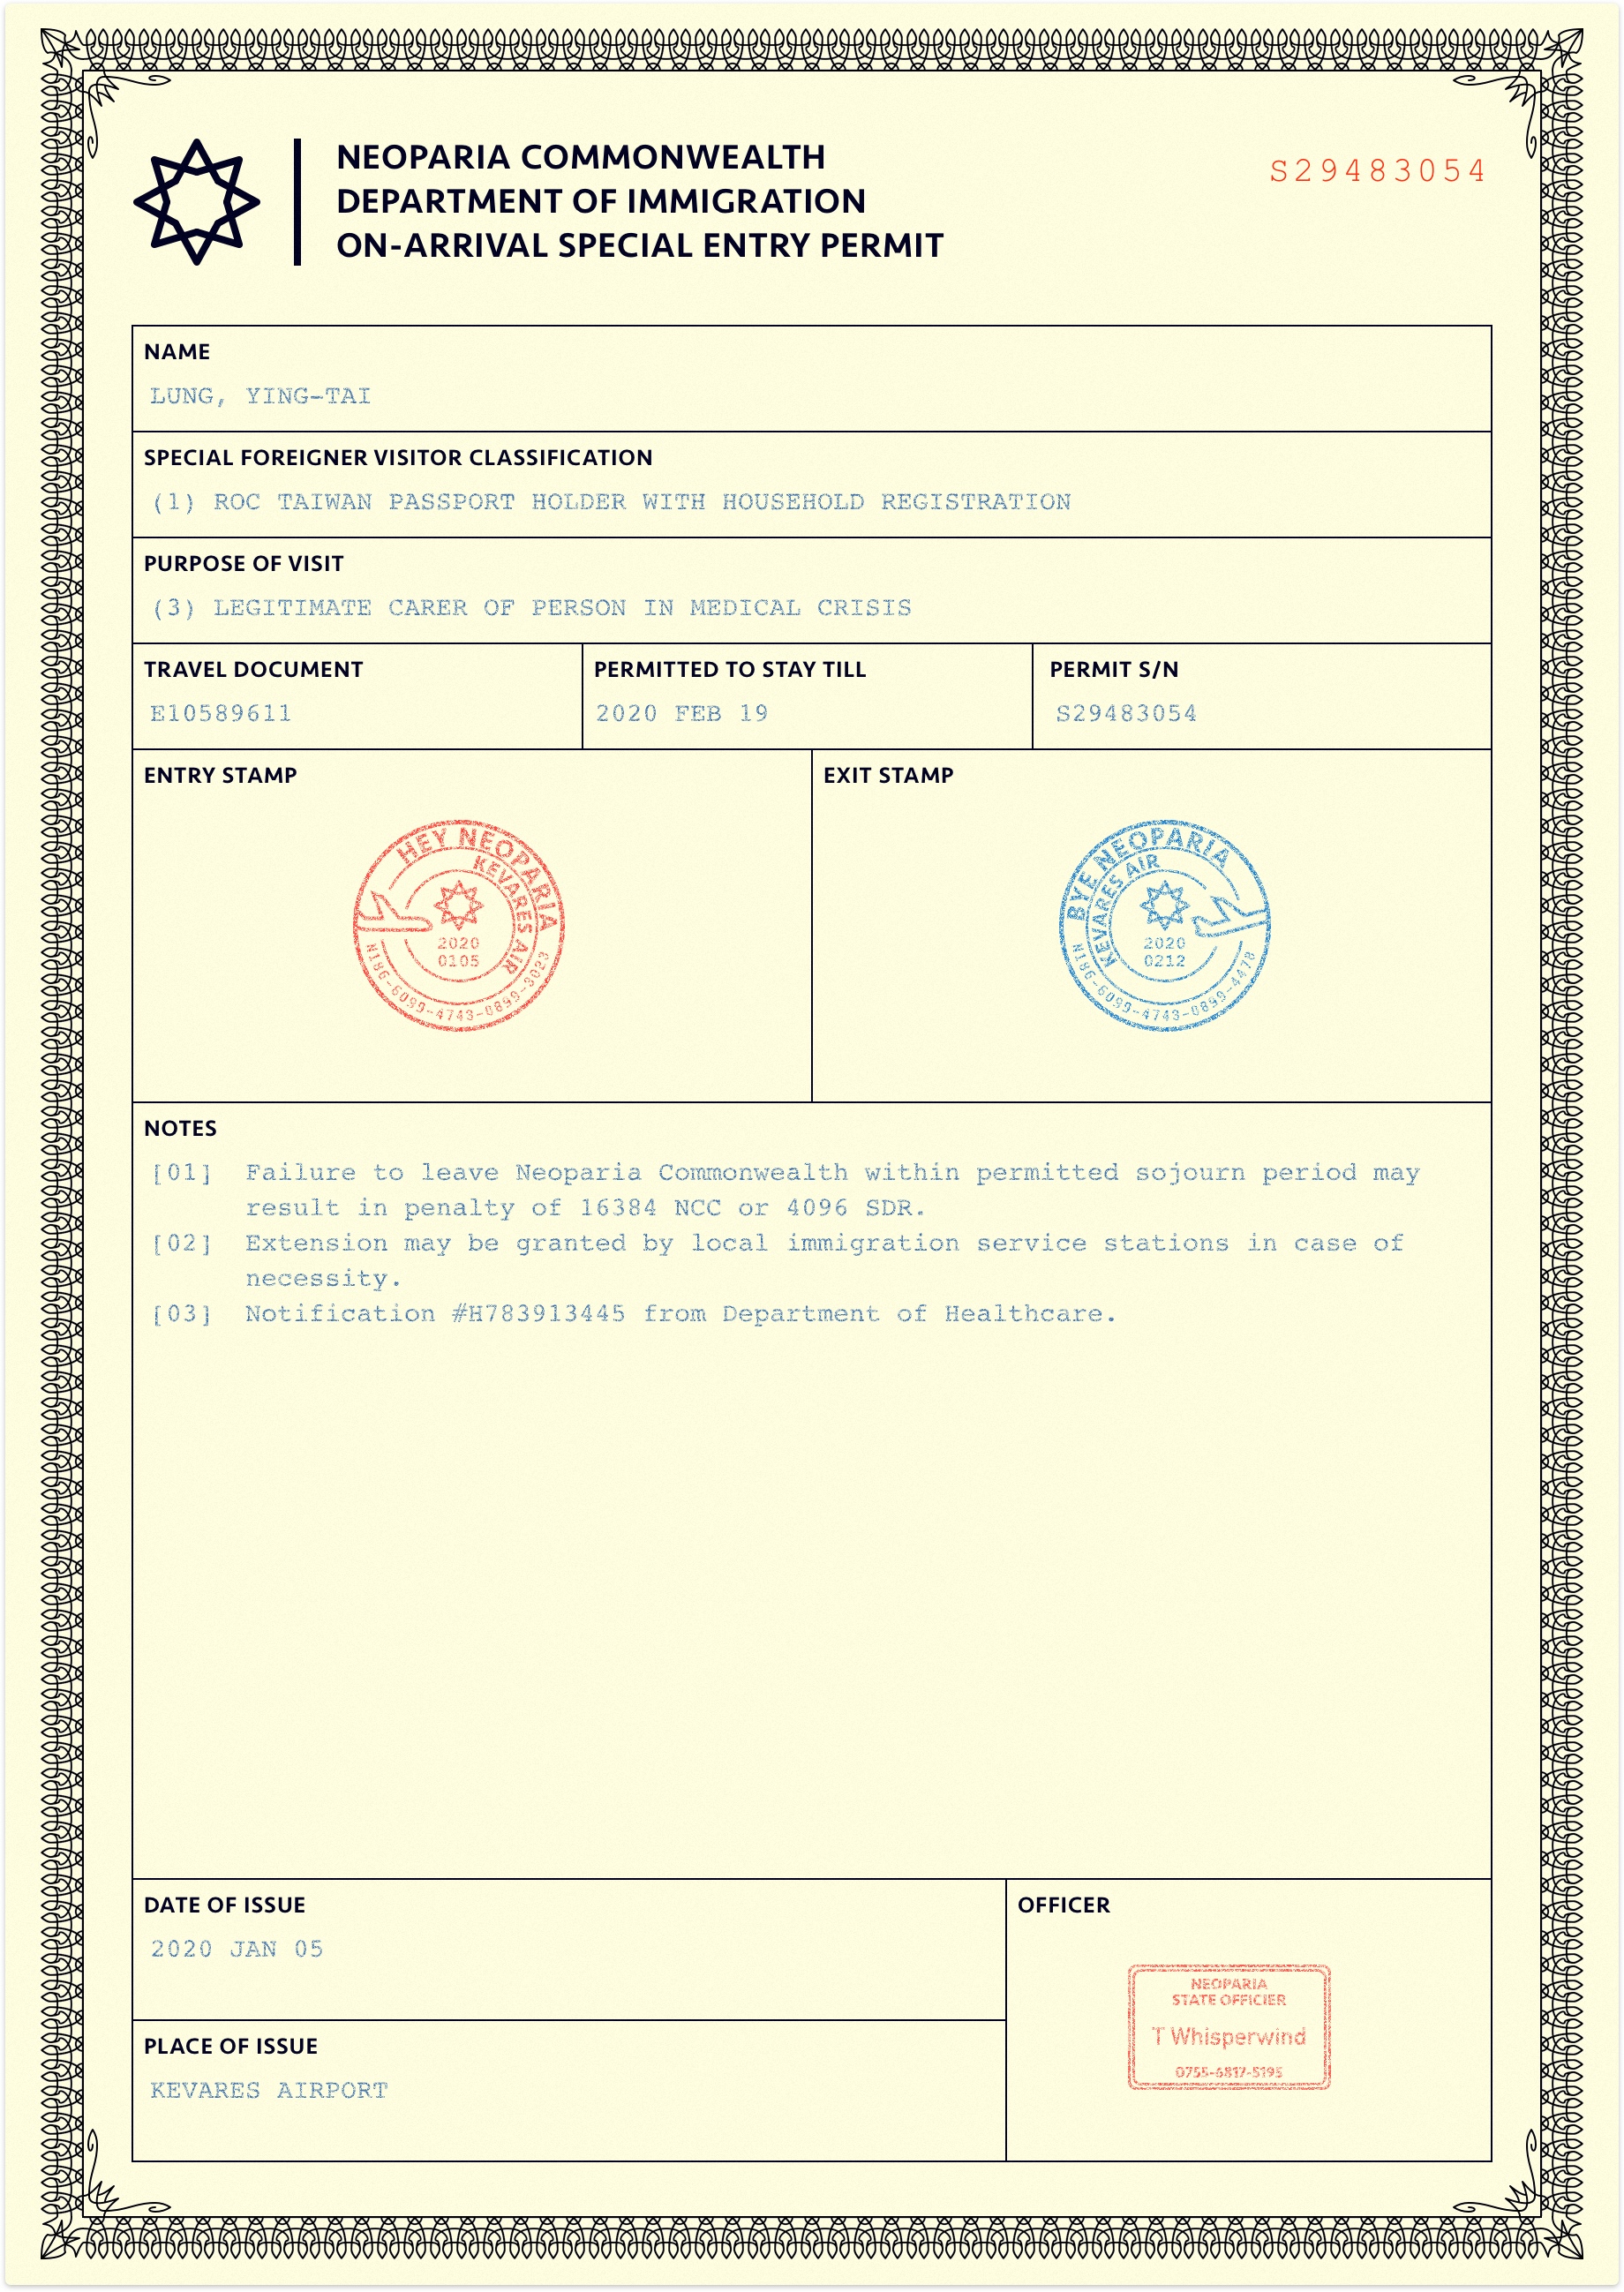 NEOPARIA COMMONWEALTH
DEPARTMENT OF IMMIGRATION
ON-ARRIVAL SPECIAL ENTRY PERMIT
S29483054
NAME
LUNG, YING-TAI
SPECIAL FOREIGNER VISITOR CLASSIFICATION
(1) ROC TAIWAN PASSPORT HOLDER WITH HOUSEHOLD REGISTRATION
PURPOSE OF VISIT
(3) LEGITIMATE CARER OF PERSON IN MEDICAL CRISIS
TRAVEL DOCUMENT
E10589611
PERMITTED TO STAY TILL
2020 FEB 19
PERMIT S/N
S29483054
ENTRY STAMP
HEY NEOPARIA
KEVARES AIR
2020
0105
N186-6099-4743-0899-3023
EXIT STAMP
BYE NEOPARIA
KEVARES AIR
2020
0212
N186-6099-4743-0899-4478
NOTES
[01] Failure to leave Neoparia Commonwealth within permitted sojourn period may
result in penalty of 16384 NCC or 4096 SDR.
[02] Extension may be granted by local immigration service stations in case of
necessity.
[03] Notification #H783913445 from Department of Healthcare.
DATE OF ISSUE
2020 JAN 05
PLACE OF ISSUE
KEVARES AIRPORT
OFFICER
NEOPARIA
STATE OFFICIER
T Whisperwind
0755-6817-5195